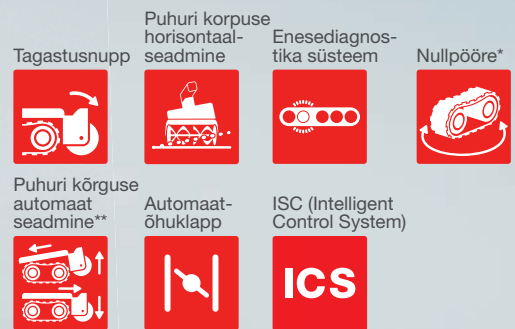 Tagastusnupp
Puhuri korpuse
horisontaal-
seadmine
Enesediagnos-
tika süsteem
Nullpööre*
Puhuri kõrguse
automaat
seadmine**
Automaat-
õhuklapp
ISC (Intelligent
Control System)
ICS